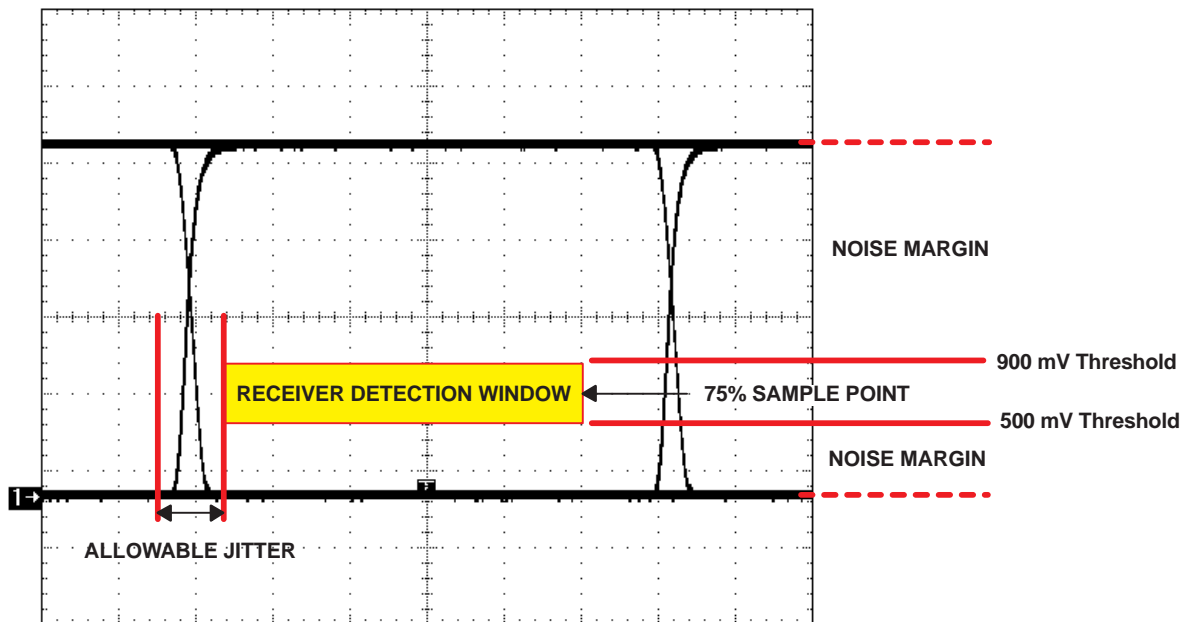 NOISE MARGIN
900 mV Threshold
RECEIVER DETECTION WINDOW
75% SAMPLE POINT
500 mV Threshold
NOISE MARGIN
1→
ALLOWABLE JITTER